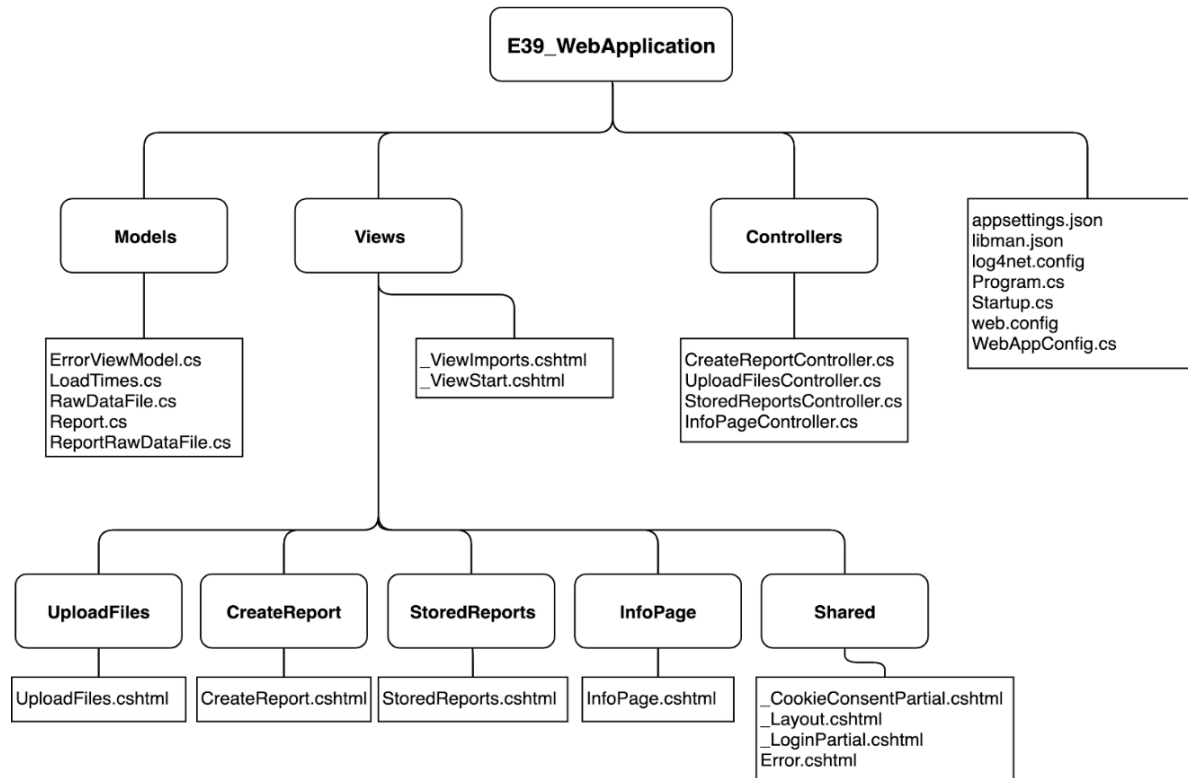 E39_WebApplication
Models
Views
Controllers
appsettings.json
libman.json
log4net.config
Program.cs
Startup.cs
web.config
WebAppConfig.cs
ErrorViewModel.cs
LoadTimes.cs
RawDataFile.cs
Report.cs
ReportRawDataFile.cs
_ViewImports.cshtml
_ViewStart.cshtml
CreateReportController.cs
UploadFilesController.cs
StoredReportsController.cs
InfoPageController.cs
UploadFiles
CreateReport
StoredReports
InfoPage
Shared
UploadFiles.cshtml
CreateReport.cshtml
StoredReports.cshtml
InfoPage.cshtml
_CookieConsentPartial.cshtml
_Layout.cshtml
_LoginPartial.cshtml
Error.cshtml